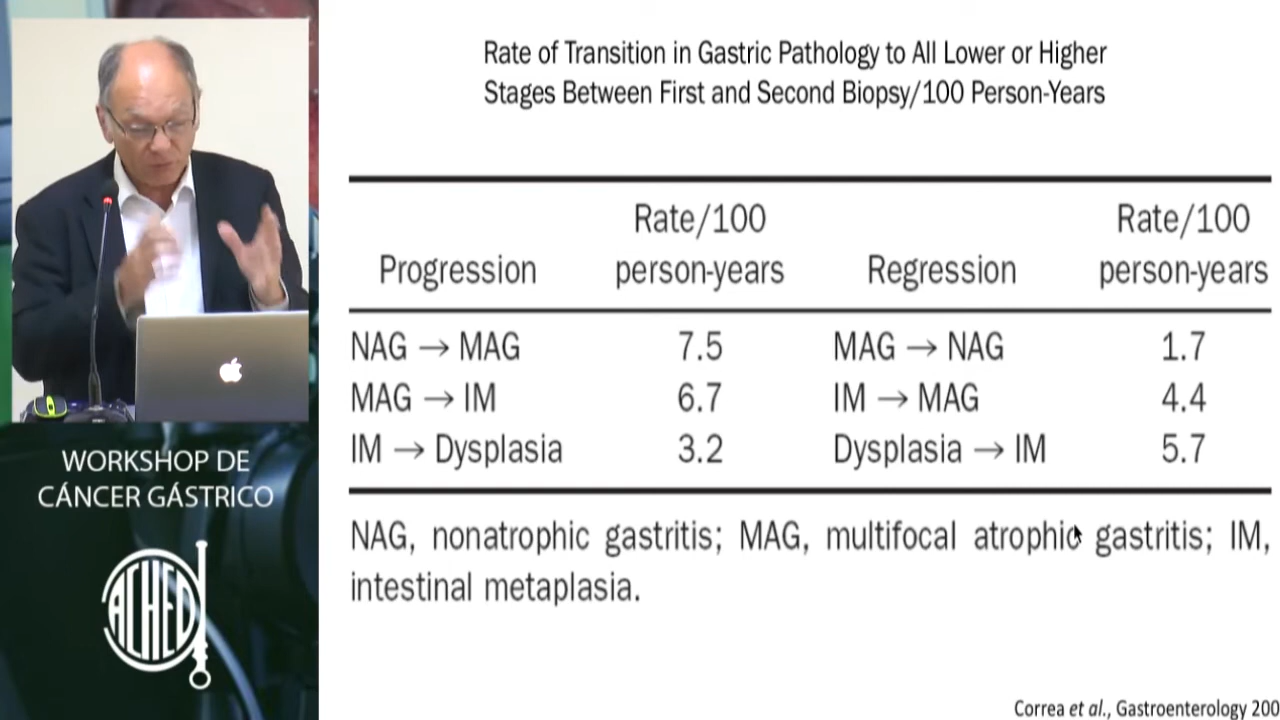 Rate of Transition in Gastric Pathology to All Lower or Higher
Stages Between First and Second Biopsy/100 Person-Years
Progression Rate/100 person-years Regression Rate/100 person-years
NAG → MAG 7.5 MAG → NAG 1.7
MAG → IM 6.7 IM → MAG 4.4
IM → Dysplasia 3.2 Dysplasia → IM 5.7
NAG, nonatrophic gastritis; MAG, multifocal atrophic gastritis; IM,
intestinal metaplasia.
Correa et al., Gastroenterology 200
WORKSHOP DE
CÁNCER GÁSTRICO
ACHED